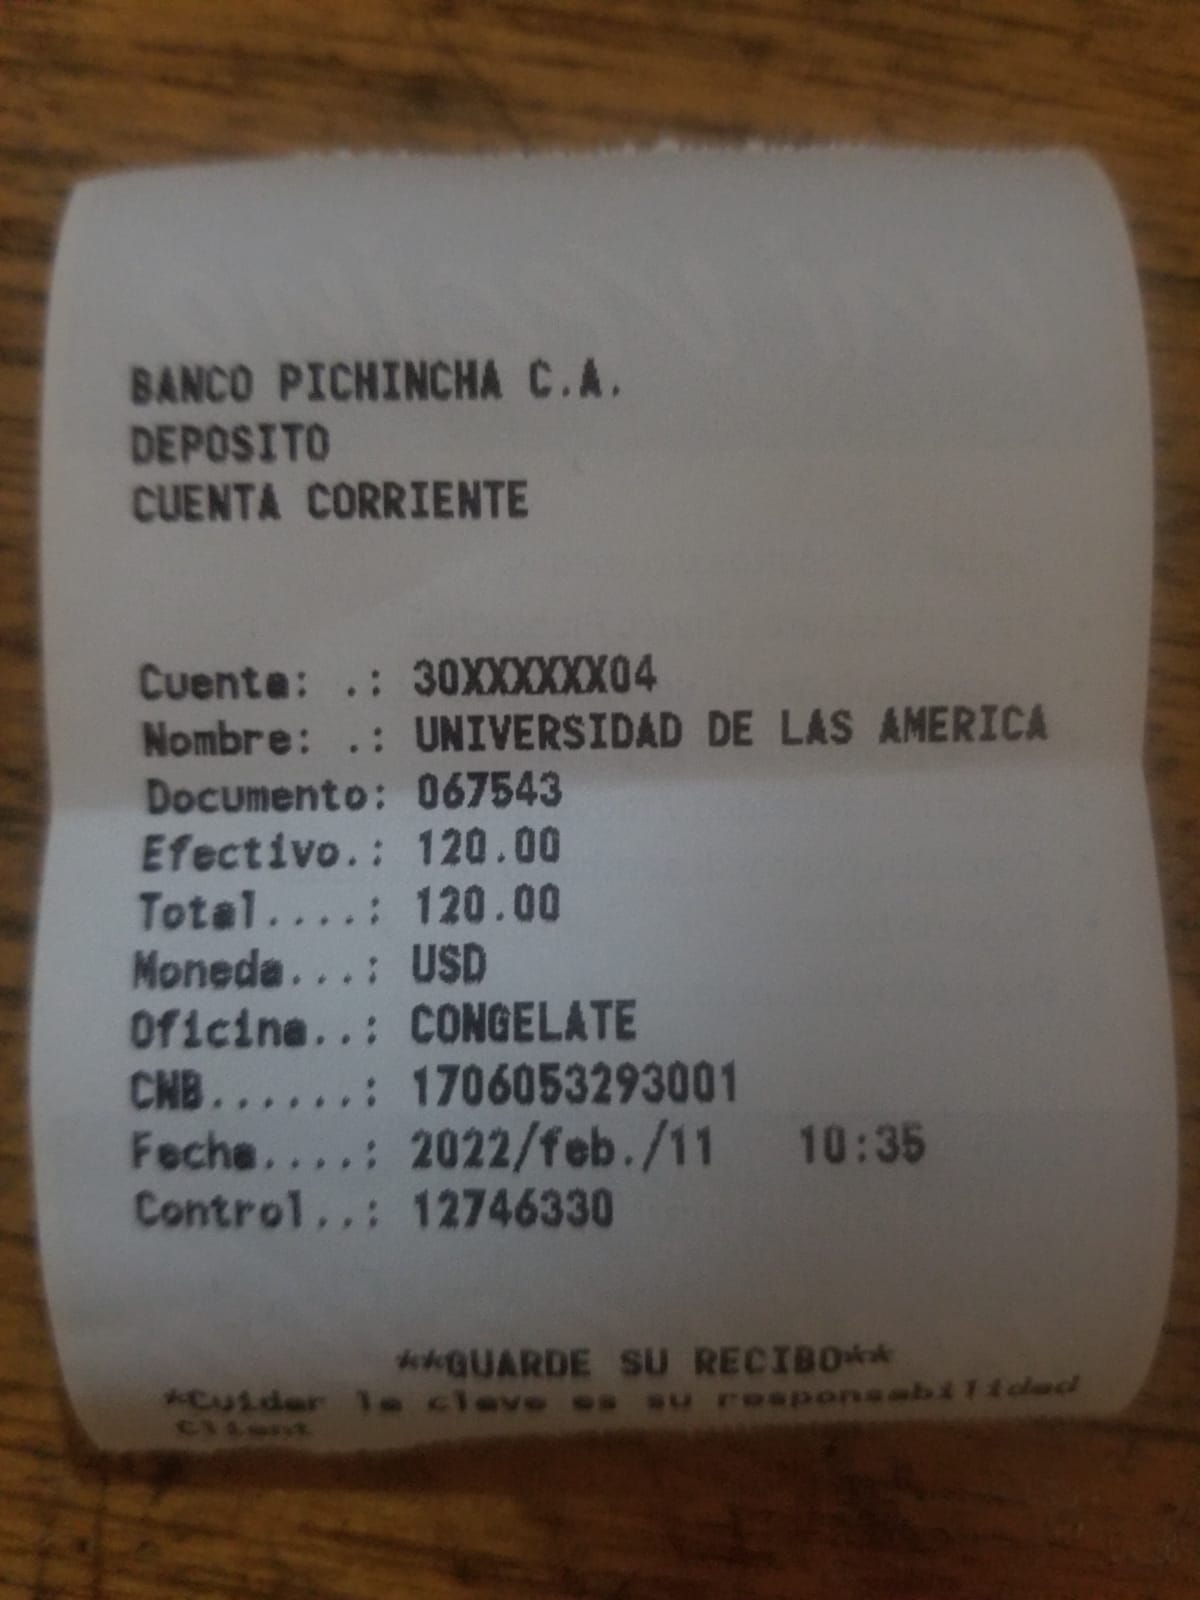 BANCO PICHINCHA C.A.
DEPOSITO
CUENTA CORRIENTE
Cuenta: .: 30XXXXXX04
Nombre: .: UNIVERSIDAD DE LAS AMERICA
Documento: 067543
Efectivo.: 120.00
Total....: 120.00
Moneda...: USD
Oficina..: CONGELATE
CNB......: 1706053293001
Fecha....: 2022/feb./11 10:35
Control..: 12746330
**GUARDE SU RECIBO**
*Cuidar la clave es su responsabilidad
Client